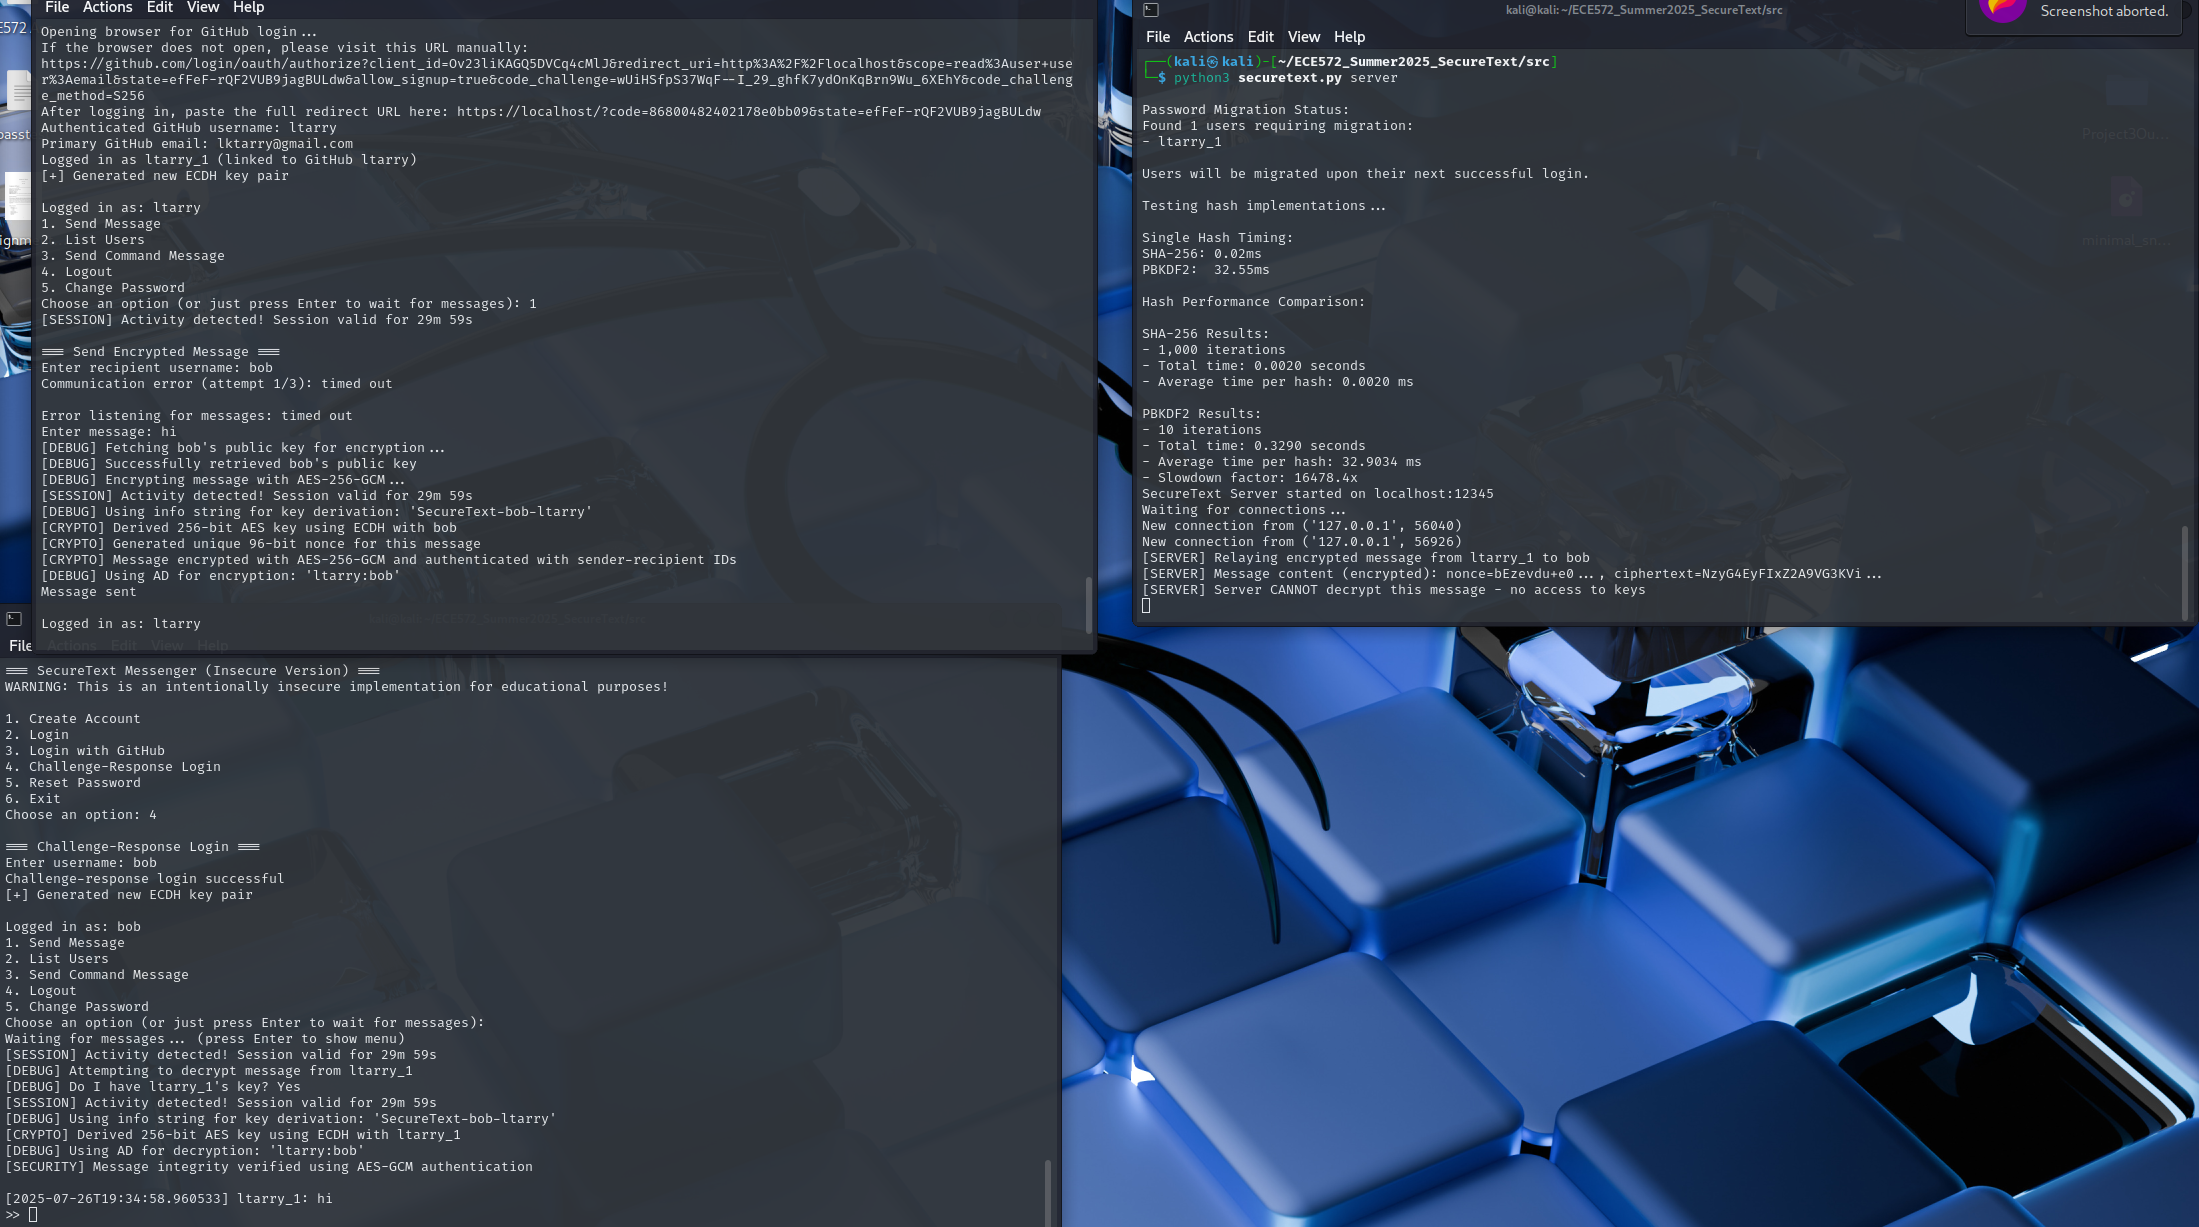 File Actions Edit View Help
Opening browser for GitHub login...
If the browser does not open, please visit this URL manually:
https://github.com/login/oauth/authorize?client_id=Ov23liKAGQ5DVCq4cMlJ&redirect_uri=http%3A%2F%2Flocalhost&scope=read%3Auser+use
r%3Aemail&state=efFeF-rQF2VUB9jagBULdw&allow_signup=true&code_challenge=wUiHSfpS37WqF--I_29_ghfK7ydOnKqBrn9Wu_6XEhY&code_challeng
e_method=S256
After logging in, paste the full redirect URL here: https://localhost/?code=86800482402178e0bb09&state=efFeF-rQF2VUB9jagBULdw
Authenticated GitHub username: ltarry
Primary GitHub email: lktarry@gmail.com
Logged in as ltarry_1 (linked to GitHub ltarry)
[+] Generated new ECDH key pair
Logged in as: ltarry
1. Send Message
2. List Users
3. Send Command Message
4. Logout
5. Change Password
Choose an option (or just press Enter to wait for messages): 1
[SESSION] Activity detected! Session valid for 29m 59s
=== Send Encrypted Message ===
Enter recipient username: bob
Communication error (attempt 1/3): timed out
Error listening for messages: timed out
Enter message: hi
[DEBUG] Fetching bob's public key for encryption...
[DEBUG] Successfully retrieved bob's public key
[DEBUG] Encrypting message with AES-256-GCM...
[SESSION] Activity detected! Session valid for 29m 59s
[DEBUG] Using info string for key derivation: 'SecureText-bob-ltarry'
[CRYPTO] Derived 256-bit AES key using ECDH with bob
[CRYPTO] Generated unique 96-bit nonce for this message
[CRYPTO] Message encrypted with AES-256-GCM and authenticated with sender-recipient IDs
[DEBUG] Using AD for encryption: 'ltarry:bob'
Message sent
Logged in as: ltarry
File Actions Edit View Help
=== SecureText Messenger (Insecure Version) ===
WARNING: This is an intentionally insecure implementation for educational purposes!
1. Create Account
2. Login
3. Login with GitHub
4. Challenge-Response Login
5. Reset Password
6. Exit
Choose an option: 4
=== Challenge-Response Login ===
Enter username: bob
Challenge-response login successful
[+] Generated new ECDH key pair
Logged in as: bob
1. Send Message
2. List Users
3. Send Command Message
4. Logout
5. Change Password
Choose an option (or just press Enter to wait for messages):
Waiting for messages... (press Enter to show menu)
[SESSION] Activity detected! Session valid for 29m 59s
[DEBUG] Attempting to decrypt message from ltarry_1
[DEBUG] Do I have ltarry_1's key? Yes
[SESSION] Activity detected! Session valid for 29m 59s
[DEBUG] Using info string for key derivation: 'SecureText-bob-ltarry'
[CRYPTO] Derived 256-bit AES key using ECDH with ltarry_1
[DEBUG] Using AD for decryption: 'ltarry:bob'
[SECURITY] Message integrity verified using AES-GCM authentication
[2025-07-26T19:34:58.960533] ltarry_1: hi
>>
kali@kali: ~/ECE572_Summer2025_SecureText/src
Screenshot aborted.
File Actions Edit View Help
┌──(kali㉿kali)-[~/ECE572_Summer2025_SecureText/src]
└─$ python3 securetext.py server
Password Migration Status:
Found 1 users requiring migration:
- ltarry_1
Users will be migrated upon their next successful login.
Testing hash implementations...
Single Hash Timing:
SHA-256: 0.02ms
PBKDF2:  32.55ms
Hash Performance Comparison:
SHA-256 Results:
- 1,000 iterations
- Total time: 0.0020 seconds
- Average time per hash: 0.0020 ms
PBKDF2 Results:
- 10 iterations
- Total time: 0.3290 seconds
- Average time per hash: 32.9034 ms
- Slowdown factor: 16478.4x
SecureText Server started on localhost:12345
Waiting for connections...
New connection from ('127.0.0.1', 56040)
New connection from ('127.0.0.1', 56926)
[SERVER] Relaying encrypted message from ltarry_1 to bob
[SERVER] Message content (encrypted): nonce=bEzevdu+e0..., ciphertext=NzyG4EyFIxZ2A9VG3KVi...
[SERVER] Server CANNOT decrypt this message - no access to keys
Project3Ou...
minimal_sn...